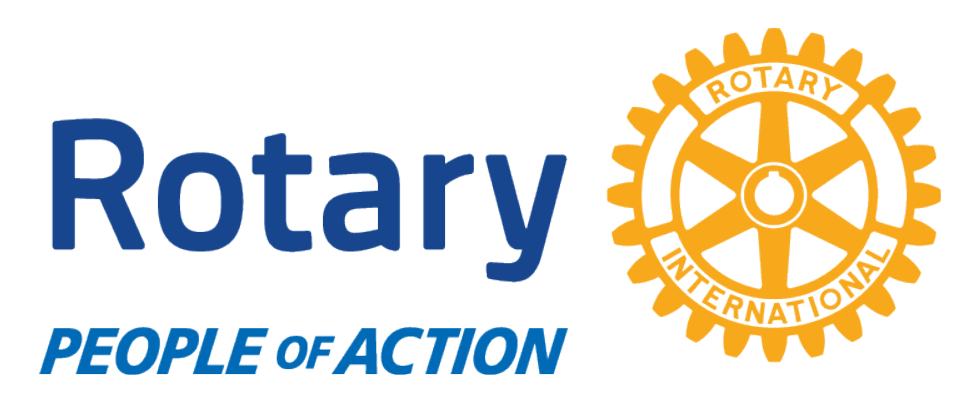 Rotary
PEOPLE OF ACTION
ROTARY
INTERNATIONAL